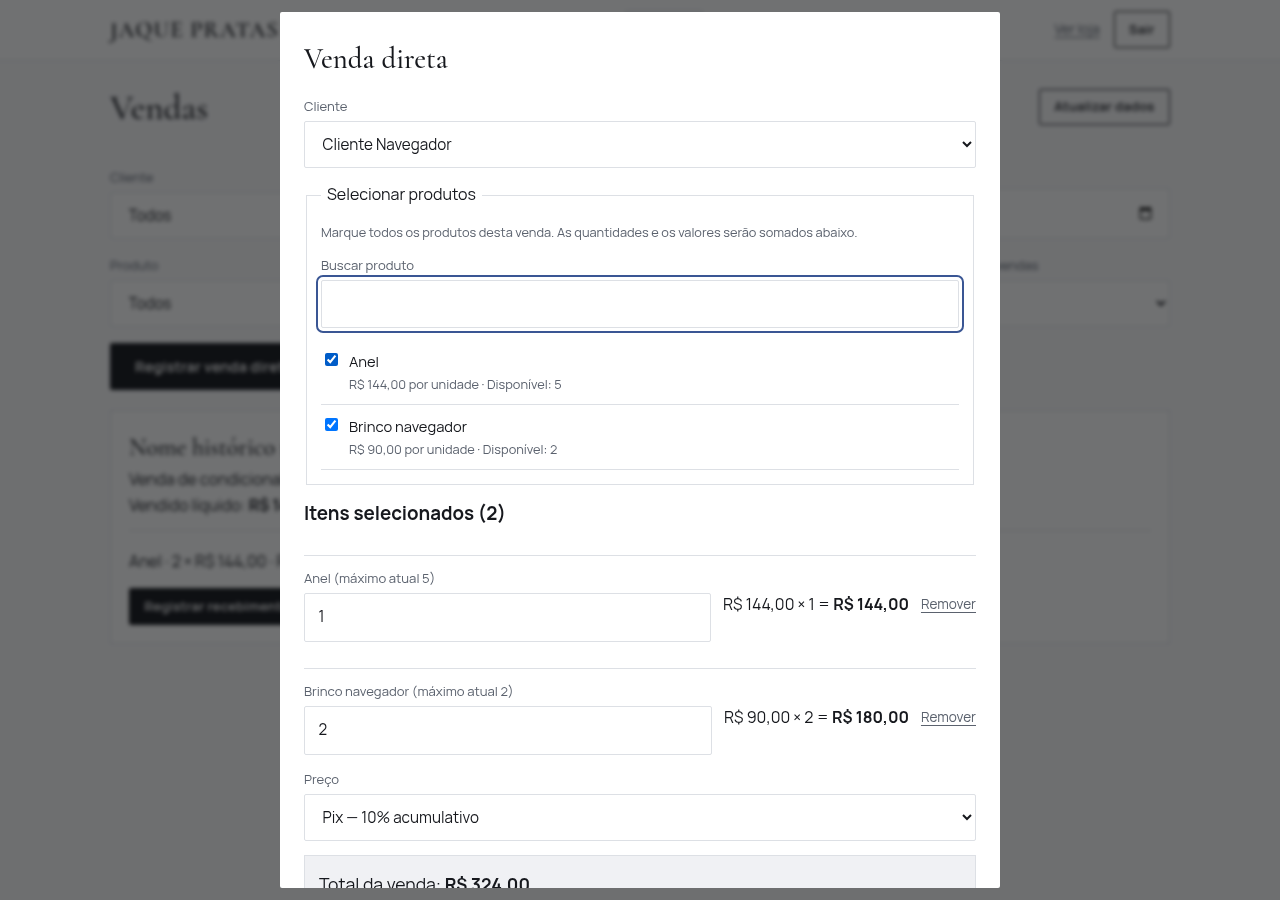 JAQUE PRATAS
Ver loja
Sair
Venda direta
Vendas
Atualizar dados
Cliente
Cliente Navegador
Cliente
Todos
Selecionar produtos
Marque todos os produtos desta venda. As quantidades e os valores serão somados abaixo.
Produto
Buscar produto
Todos
Anel
R$ 144,00 por unidade · Disponível: 5
Registrar venda dire
Brinco navegador
R$ 90,00 por unidade · Disponível: 2
Nome histórico
Venda de condiciona
Vendido líquido: R$ 1
Itens selecionados (2)
Anel · 2 × R$ 144,00 ·
Anel (máximo atual 5)
Registrar recebimen
1
R$ 144,00 × 1 = R$ 144,00
Remover
Brinco navegador (máximo atual 2)
2
R$ 90,00 × 2 = R$ 180,00
Remover
Preço
Pix — 10% acumulativo
Total da venda: R$ 324,00